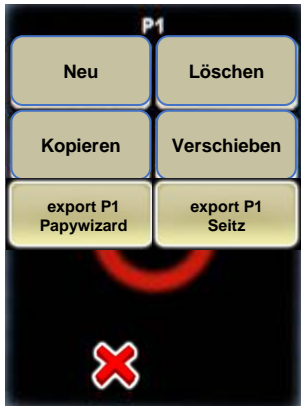 P1
Neu
Löschen
Kopieren
Verschieben
export P1
Papywizard
export P1
Seitz